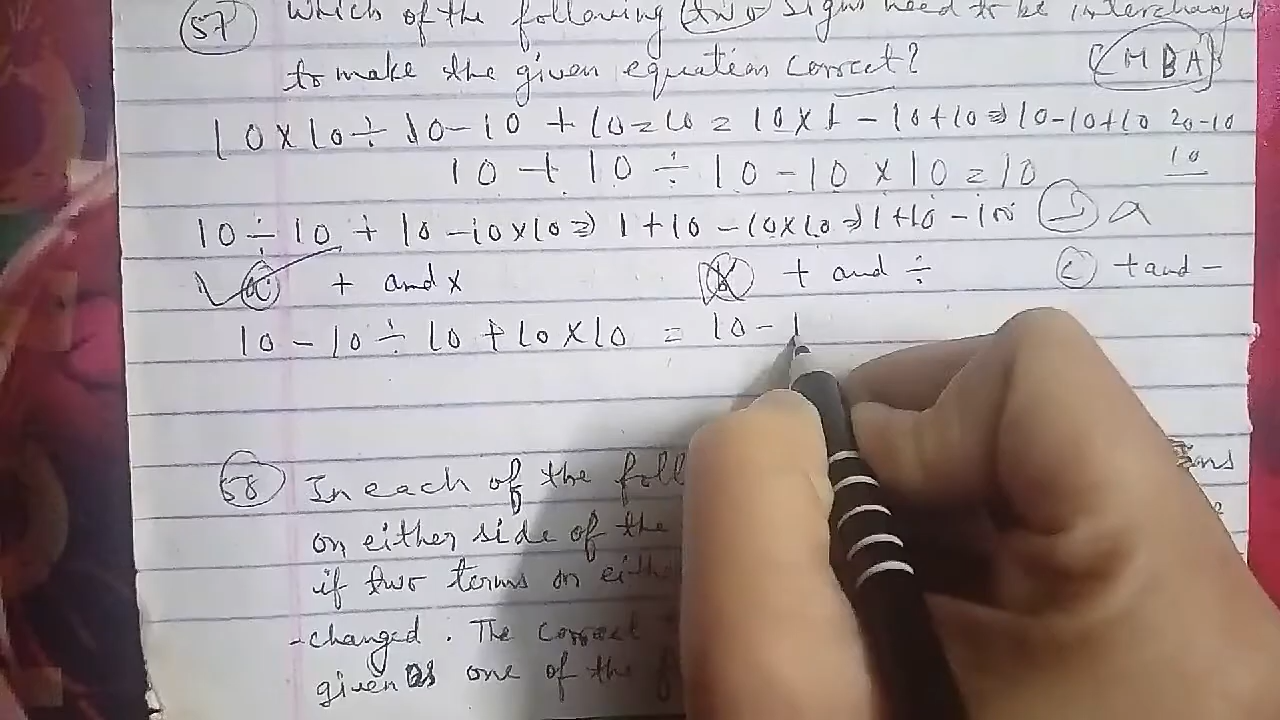 57 Which of the following two signs need to be interchanged
to make the given equation correct? (MBA)
10 × 10 ÷ 10 - 10 + 10 = 10 = 10 × 1 - 10 + 10 ⇒ 10 - 10 + 10 20 - 10
10
10 + 10 ÷ 10 - 10 × 10 = 10
10 ÷ 10 + 10 - 10 × 10 ⇒ 1 + 10 - 10 × 10 ⇒ 1 + 10 - 100 a
a + and × + and ÷ c + and -
10 - 10 ÷ 10 + 10 × 10 = 10 - 1
58 In each of the
on either side of the
if two terms on
-changed. The correct
given as one of the